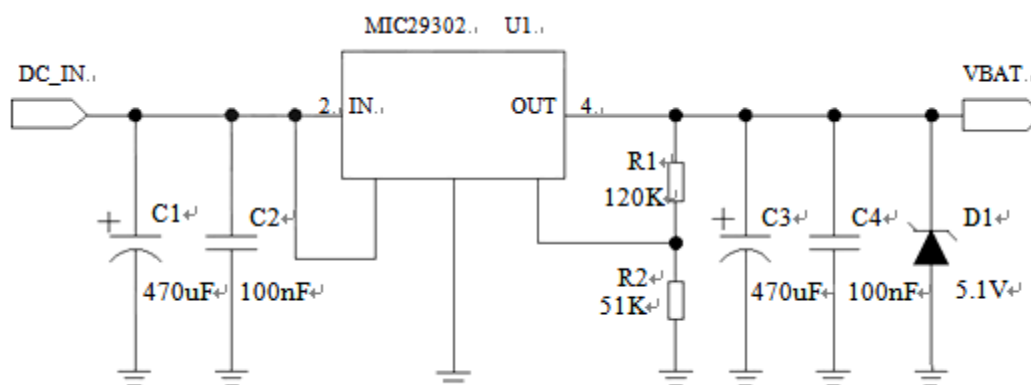 MIC29302 U1
DC_IN
VBAT
2 IN
OUT 4
R1
120K
C1
C2
C3
C4
D1
R2
51K
470uF
100nF
470uF
100nF
5.1V